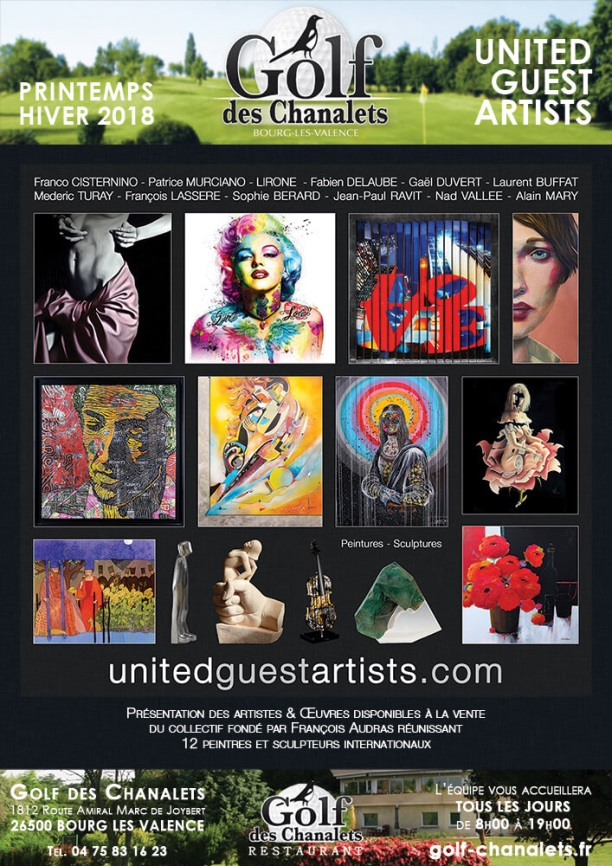 PRINTEMPS
HIVER 2018
Golf
des Chanalets
BOURG-LES-VALENCE
UNITED
GUEST
ARTISTS
Franco CISTERNINO - Patrice MURCIANO - LIRONE - Fabien DELAUBE - Gaël DUVERT - Laurent BUFFAT
Mederic TURAY - François LASSERE - Sophie BERARD - Jean-Paul RAVIT - Nad VALLEE - Alain MARY
Peintures - Sculptures
unitedguestartists.com
PRÉSENTATION DES ARTISTES & ŒUVRES DISPONIBLES À LA VENTE
DU COLLECTIF FONDÉ PAR FRANÇOIS AUDRAS RÉUNISSANT
12 PEINTRES ET SCULPTEURS INTERNATIONAUX
GOLF DES CHANALETS
1812 ROUTE AMIRAL MARC DE JOYBERT
26500 BOURG LES VALENCE
TEL. 04 75 83 16 23
Golf
des Chanalets
RESTAURANT
L'ÉQUIPE VOUS ACCUEILLERA
TOUS LES JOURS
DE 8H00 À 19H00
golf-chanalets.fr